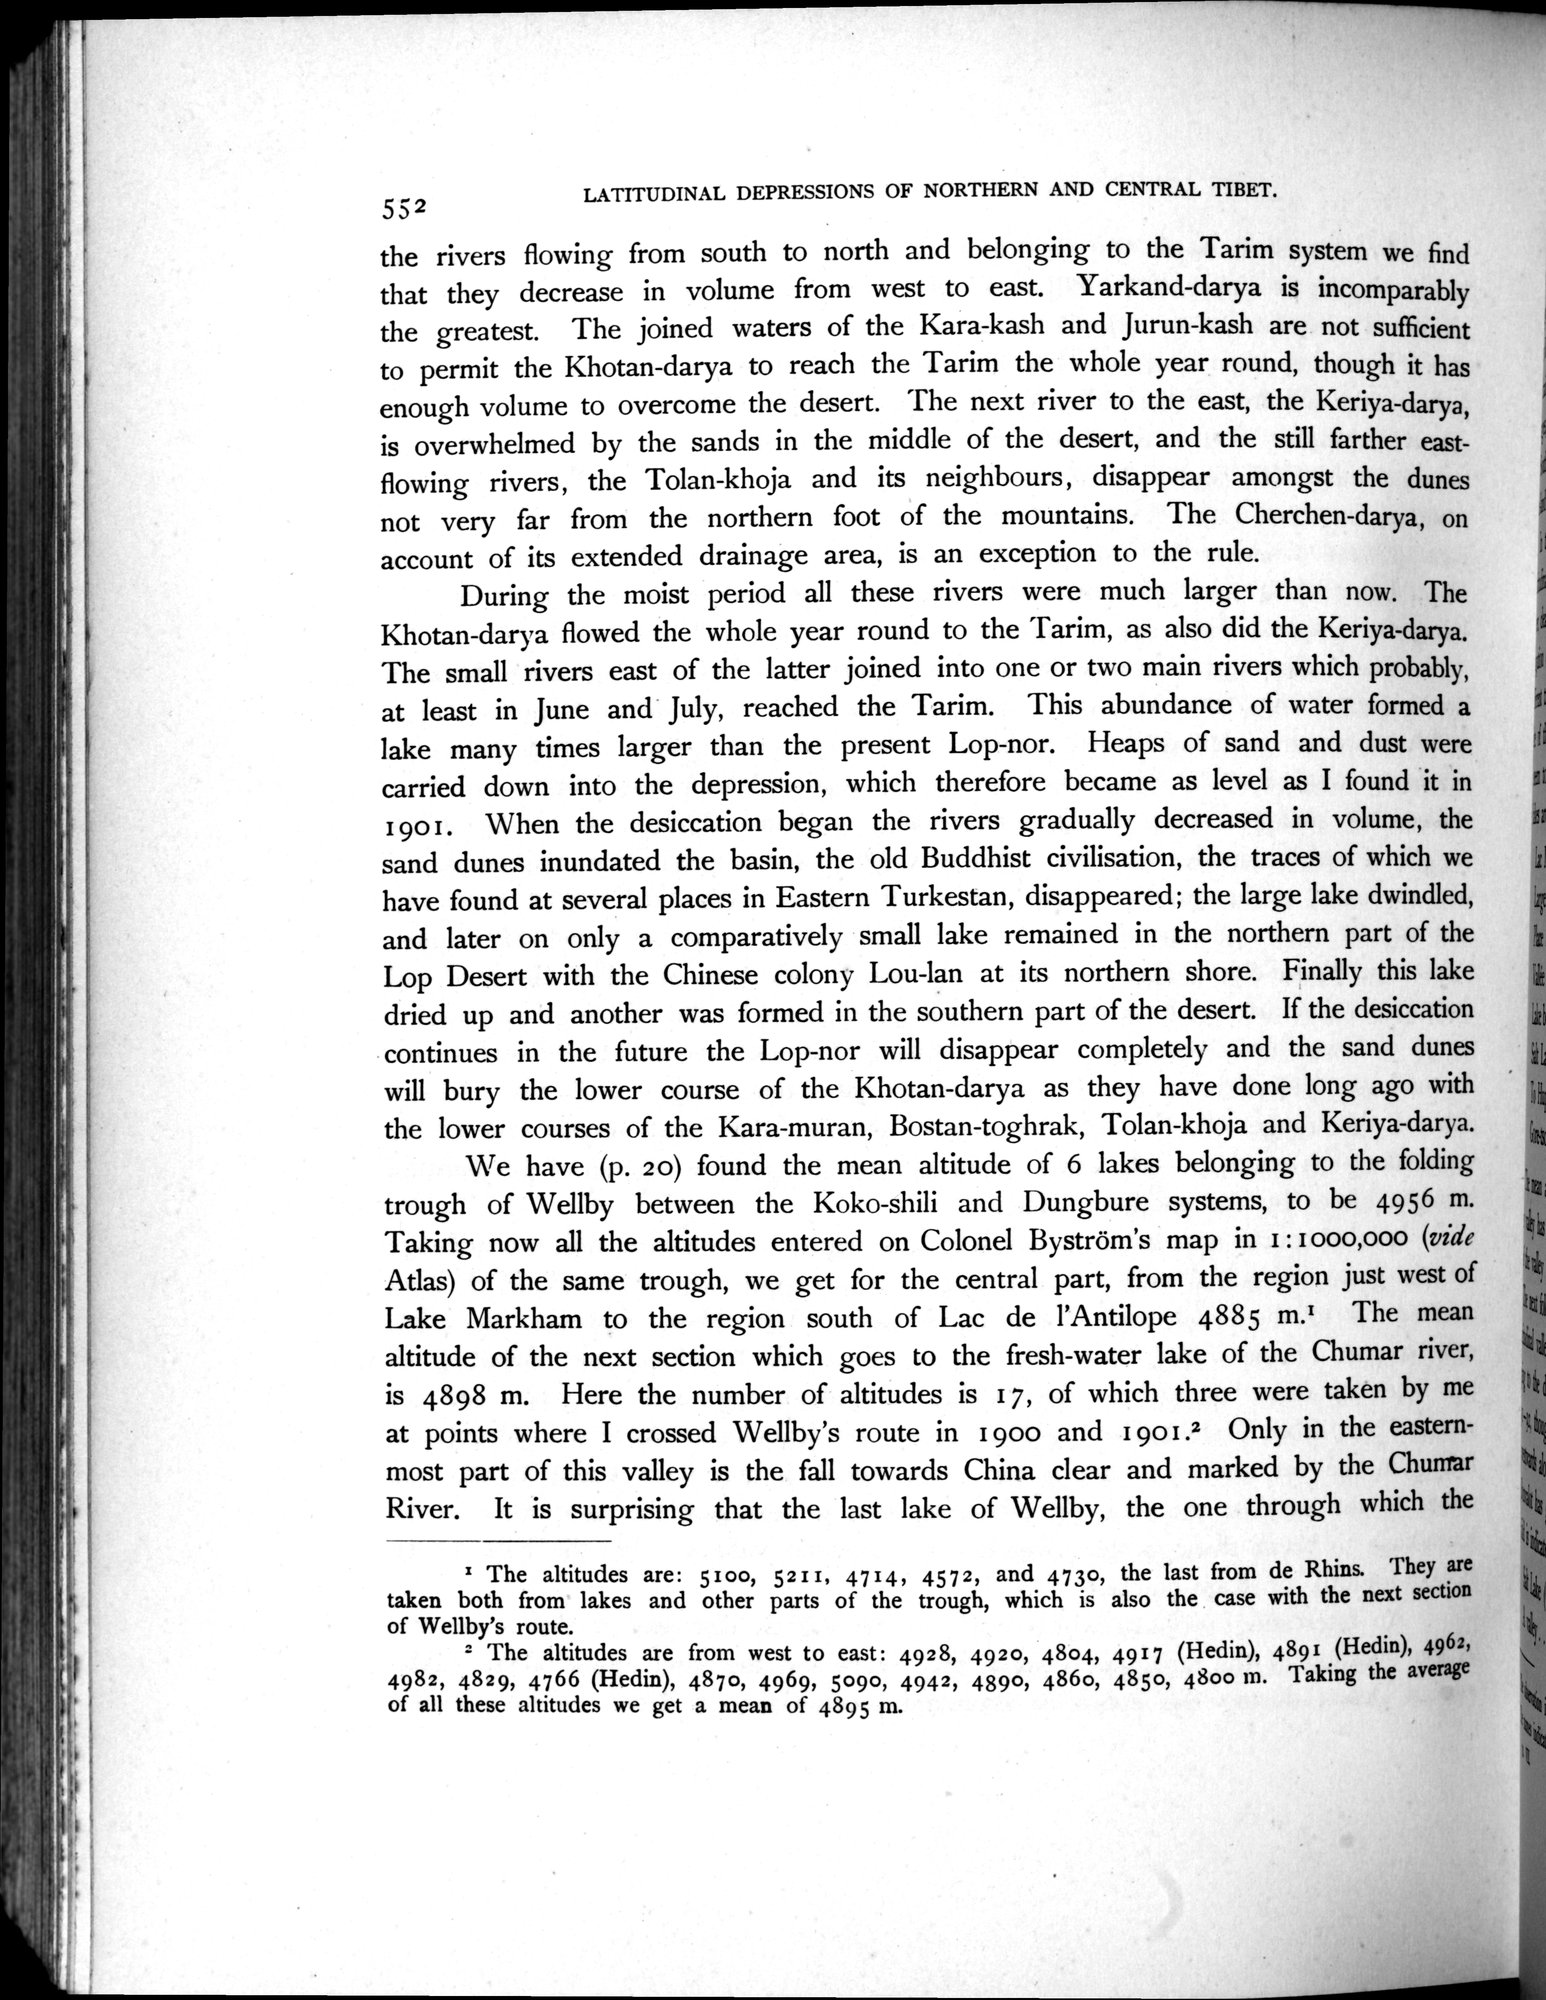 552
LATITUDINAL DEPRESSIONS OF NORTHERN AND CENTRAL TIBET.
the rivers flowing from south to north and belonging to the Tarim system we find
that they decrease in volume from west to east. Yarkand-darya is incomparably
the greatest. The joined waters of the Kara-kash and Jurun-kash are not sufficient
to permit the Khotan-darya to reach the Tarim the whole year round, though it has
enough volume to overcome the desert. The next river to the east, the Keriya-darya,
is overwhelmed by the sands in the middle of the desert, and the still farther east-
flowing rivers, the Tolan-khoja and its neighbours, disappear amongst the dunes
not very far from the northern foot of the mountains. The Cherchen-darya, on
account of its extended drainage area, is an exception to the rule.
During the moist period all these rivers were much larger than now. The
Khotan-darya flowed the whole year round to the Tarim, as also did the Keriya-darya.
The small rivers east of the latter joined into one or two main rivers which probably,
at least in June and July, reached the Tarim. This abundance of water formed a
lake many times larger than the present Lop-nor. Heaps of sand and dust were
carried down into the depression, which therefore became as level as I found it in
1901. When the desiccation began the rivers gradually decreased in volume, the
sand dunes inundated the basin, the old Buddhist civilisation, the traces of which we
have found at several places in Eastern Turkestan, disappeared; the large lake dwindled,
and later on only a comparatively small lake remained in the northern part of the
Lop Desert with the Chinese colony Lou-lan at its northern shore. Finally this lake
dried up and another was formed in the southern part of the desert. If the desiccation
continues in the future the Lop-nor will disappear completely and the sand dunes
will bury the lower course of the Khotan-darya as they have done long ago with
the lower courses of the Kara-muran, Bostan-toghrak, Tolan-khoja and Keriya-darya.
We have (p. 20) found the mean altitude of 6 lakes belonging to the folding
trough of Wellby between the Koko-shili and Dungbure systems, to be 4956 m.
Taking now all the altitudes entered on Colonel Byström's map in 1:1000,000 (vide
Atlas) of the same trough, we get for the central part, from the region just west of
Lake Markham to the region south of Lac de l'Antilope 4885 m.¹ The mean
altitude of the next section which goes to the fresh-water lake of the Chumar river,
is 4898 m. Here the number of altitudes is 17, of which three were taken by me
at points where I crossed Wellby's route in 1900 and 1901.² Only in the eastern-
most part of this valley is the fall towards China clear and marked by the Chumar
River. It is surprising that the last lake of Wellby, the one through which the
¹ The altitudes are: 5100, 5211, 4714, 4572, and 4730, the last from de Rhins. They are
taken both from lakes and other parts of the trough, which is also the case with the next section
of Wellby's route.
² The altitudes are from west to east: 4928, 4920, 4804, 4917 (Hedin), 4891 (Hedin), 4962,
4982, 4829, 4766 (Hedin), 4870, 4969, 5090, 4942, 4890, 4860, 4850, 4800 m. Taking the average
of all these altitudes we get a mean of 4895 m.